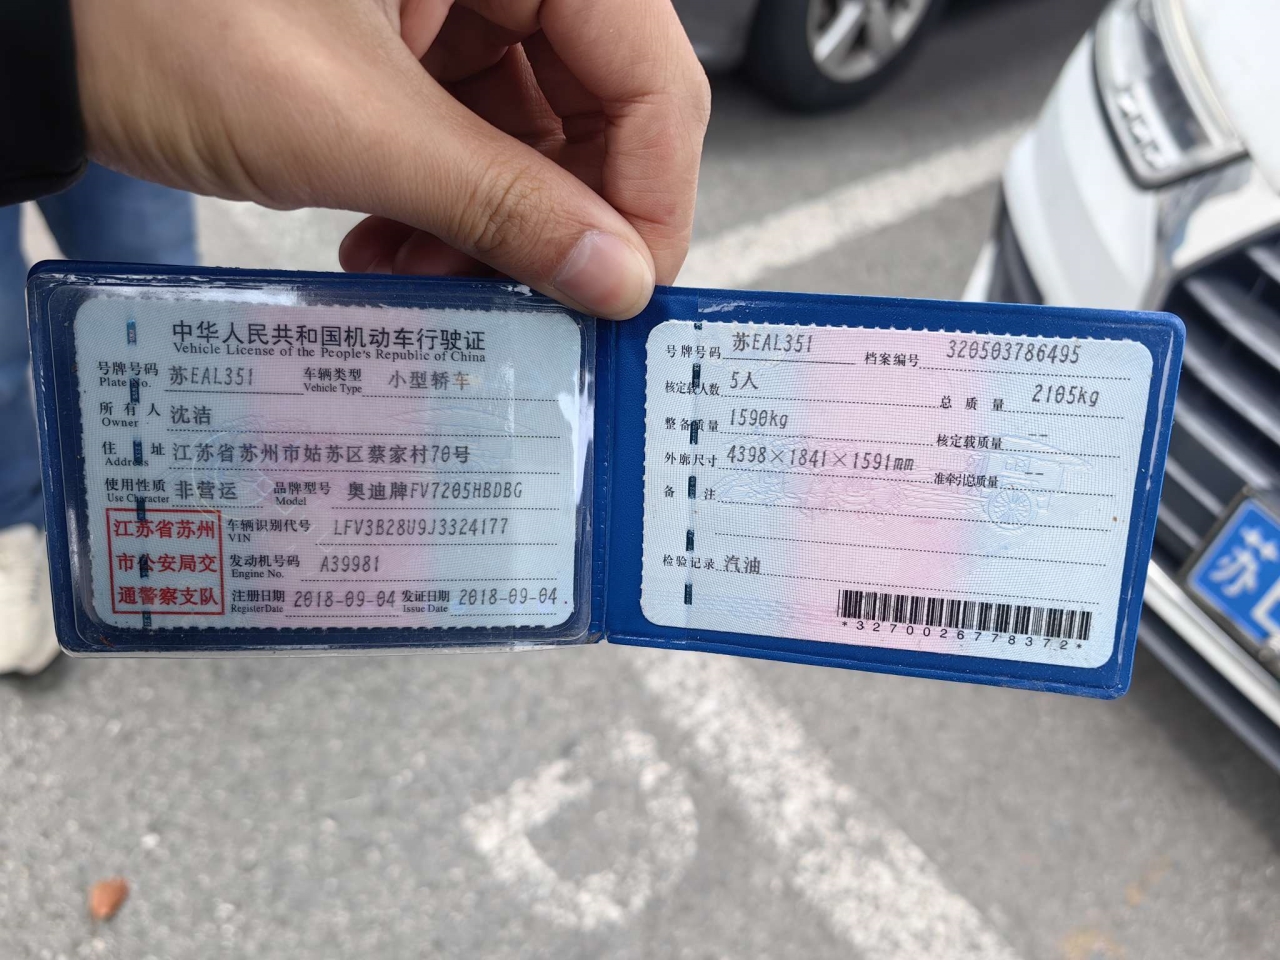 中华人民共和国机动车行驶证
Vehicle License of the People's Republic of China
号牌号码 苏EAL351 车辆类型 小型轿车
Plate No. Vehicle Type
所有人 沈洁
Owner
住址 江苏省苏州市姑苏区蔡家村70号
Address
使用性质 非营运 品牌型号 奥迪牌FV7205HBDBG
Use Character Model
江苏省苏州
市公安局交
通警察支队
车辆识别代号 LFV3B28U9J3324177
VIN
发动机号码 A39981
Engine No.
注册日期 2018-09-04 发证日期 2018-09-04
Register Date Issue Date
号牌号码 苏EAL351 档案编号 320503786495
核定载人数 5人 总质量 2105kg
整备质量 1590kg 核定载质量 --
外廓尺寸 4398×1841×1591mm 准牵引总质量 --
备注
检验记录 汽油
*3270026778372*
苏